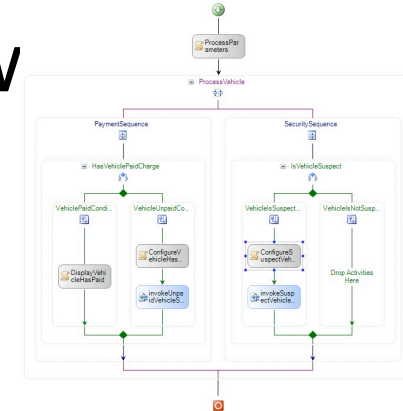 W
ProcessPar
ameters
ProcessVehicle
PaymentSequence
SecuritySequence
HasVehiclePaidCharge
IsVehicleSuspect
VehiclePaidCondi...
VehicleUnpaidCo...
VehicleIsSuspect...
VehicleIsNotSusp...
ConfigureV
ehicleHas...
ConfigureS
uspectVeh...
DisplayVehi
cleHasPaid
Drop Activities
Here
invokeUnpa
idVehicleS...
invokeSusp
ectVehicle...